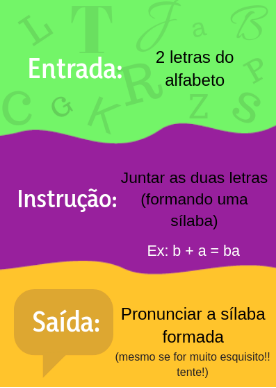 Entrada:
2 letras do
alfabeto
Instrução:
Juntar as duas letras
(formando uma
sílaba)
Ex: b + a = ba
Saída:
Pronunciar a sílaba
formada
(mesmo se for muito esquisito!!
tente!)